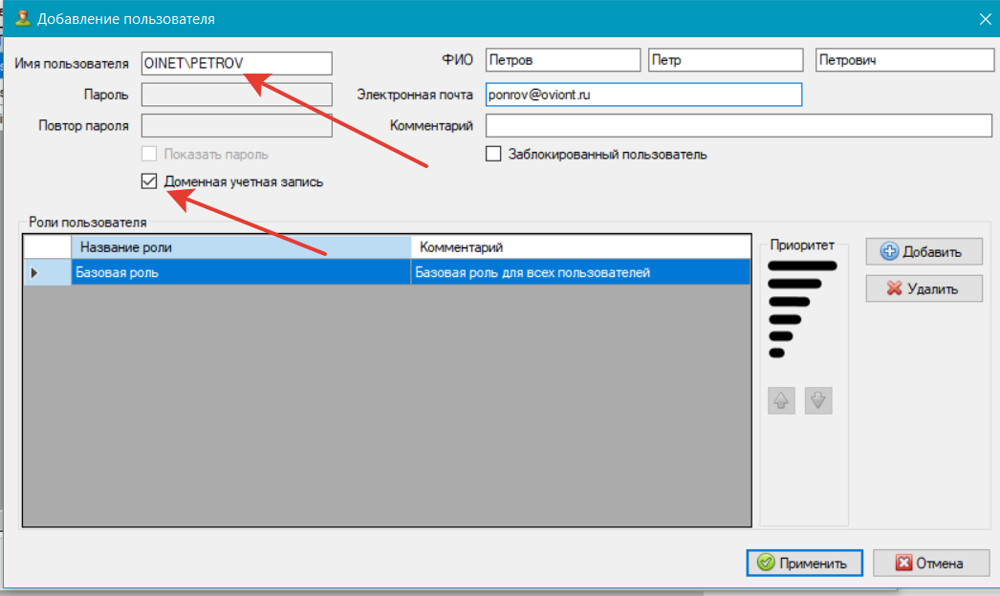 Добавление пользователя
Имя пользователя OINET\PETROV ФИО Петров Петр Петрович
Пароль Электронная почта ponrov@oviont.ru
Повтор пароля Комментарий
Показать пароль Заблокированный пользователь
Доменная учетная запись
Роли пользователя
Название роли Комментарий Приоритет Добавить
Базовая роль Базовая роль для всех пользователей
Удалить
Применить Отмена